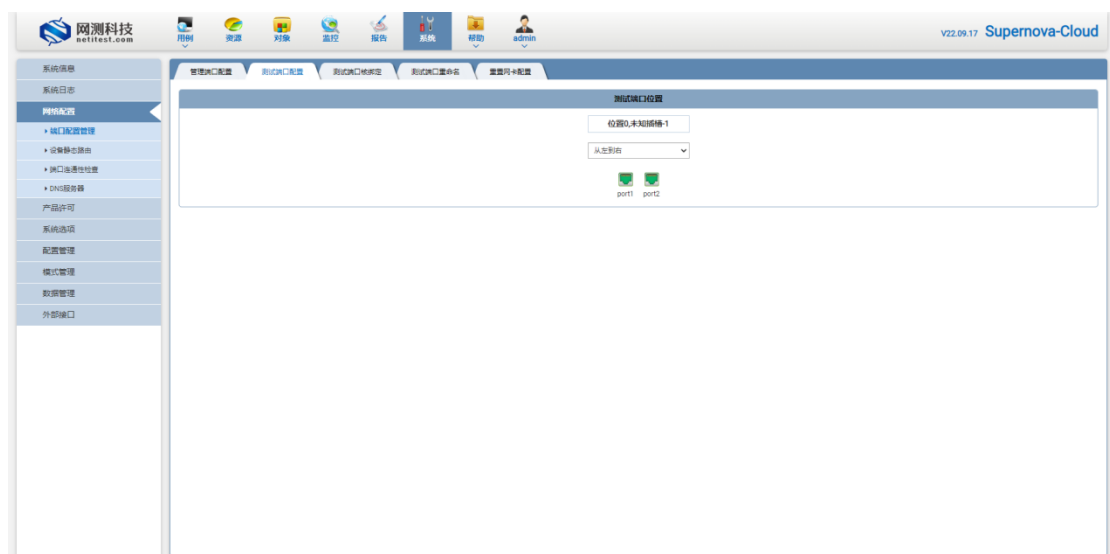 网测科技
netitest.com
用例
资源
对象
监控
报告
系统
帮助
admin
V22.09.17 Supernova-Cloud
系统信息
系统日志
网络配置
端口配置管理
设备静态路由
端口连通性检查
DNS服务器
产品许可
系统选项
配置管理
模式管理
数据管理
外部接口
管理端口配置
测试端口配置
测试端口核绑定
测试端口重命名
重置网卡配置
测试端口位置
位置0,未知插槽-1
从左到右
port1 port2